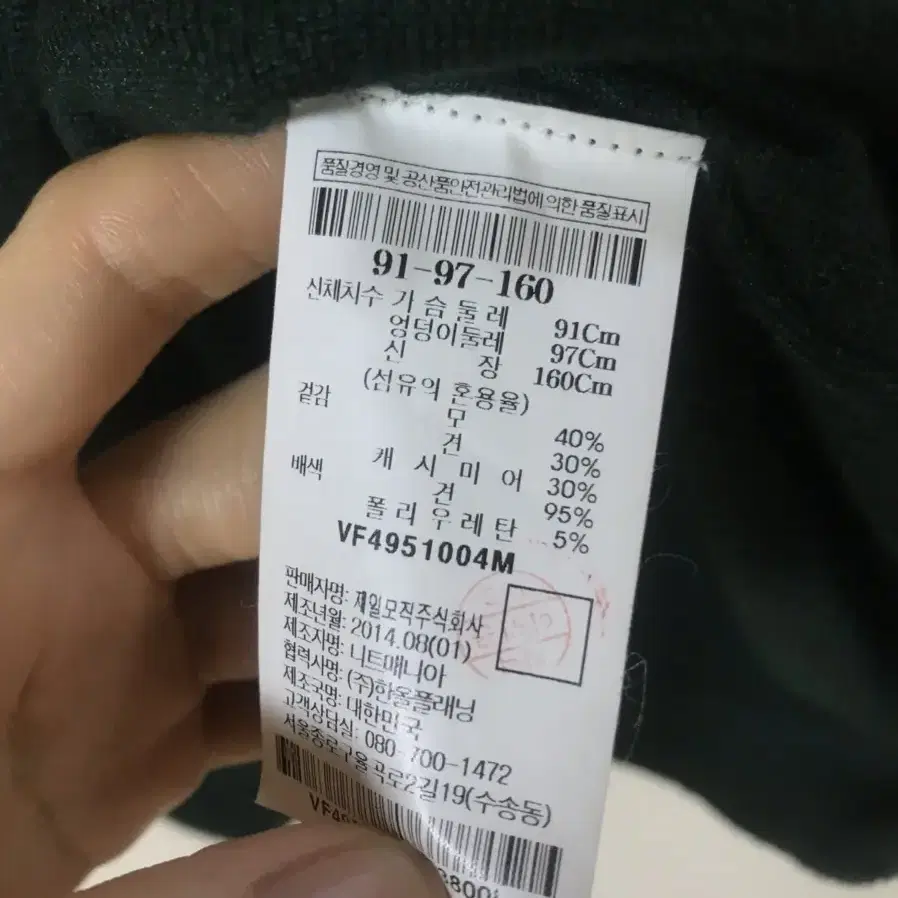 품질경영 및 공산품안전관리법에 의한 품질표시
91-97-160
신체치수 가슴둘레 91Cm
엉덩이둘레 97Cm
신장 160Cm
(섬유의 혼용율)
겉감 모 40%
견 30%
캐시미어 30%
배색 견 95%
폴리우레탄 5%
VF4951004M
판매자명: 제일모직주식회사
제조년월: 2014.08(01)
제조자명: 니트매니아
협력사명: (주)한올플래닝
제조국명: 대한민국
고객상담실: 080-700-1472
서울종로구율곡로2길19(수송동)